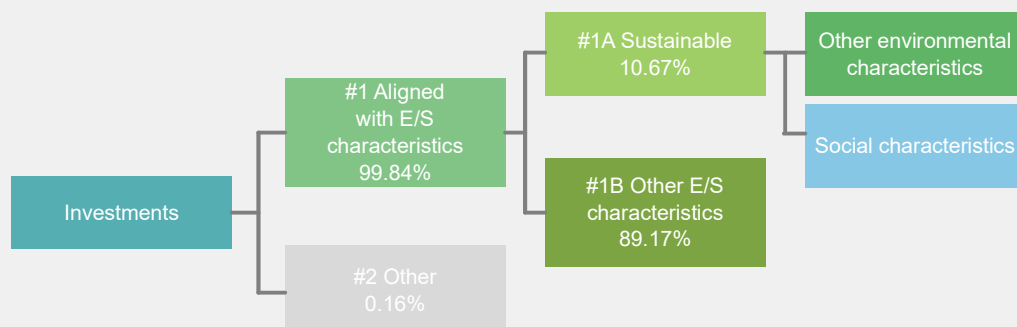 Investments
#1 Aligned
with E/S
characteristics
99.84%
#2 Other
0.16%
#1A Sustainable
10.67%
#1B Other E/S
characteristics
89.17%
Other environmental
characteristics
Social characteristics